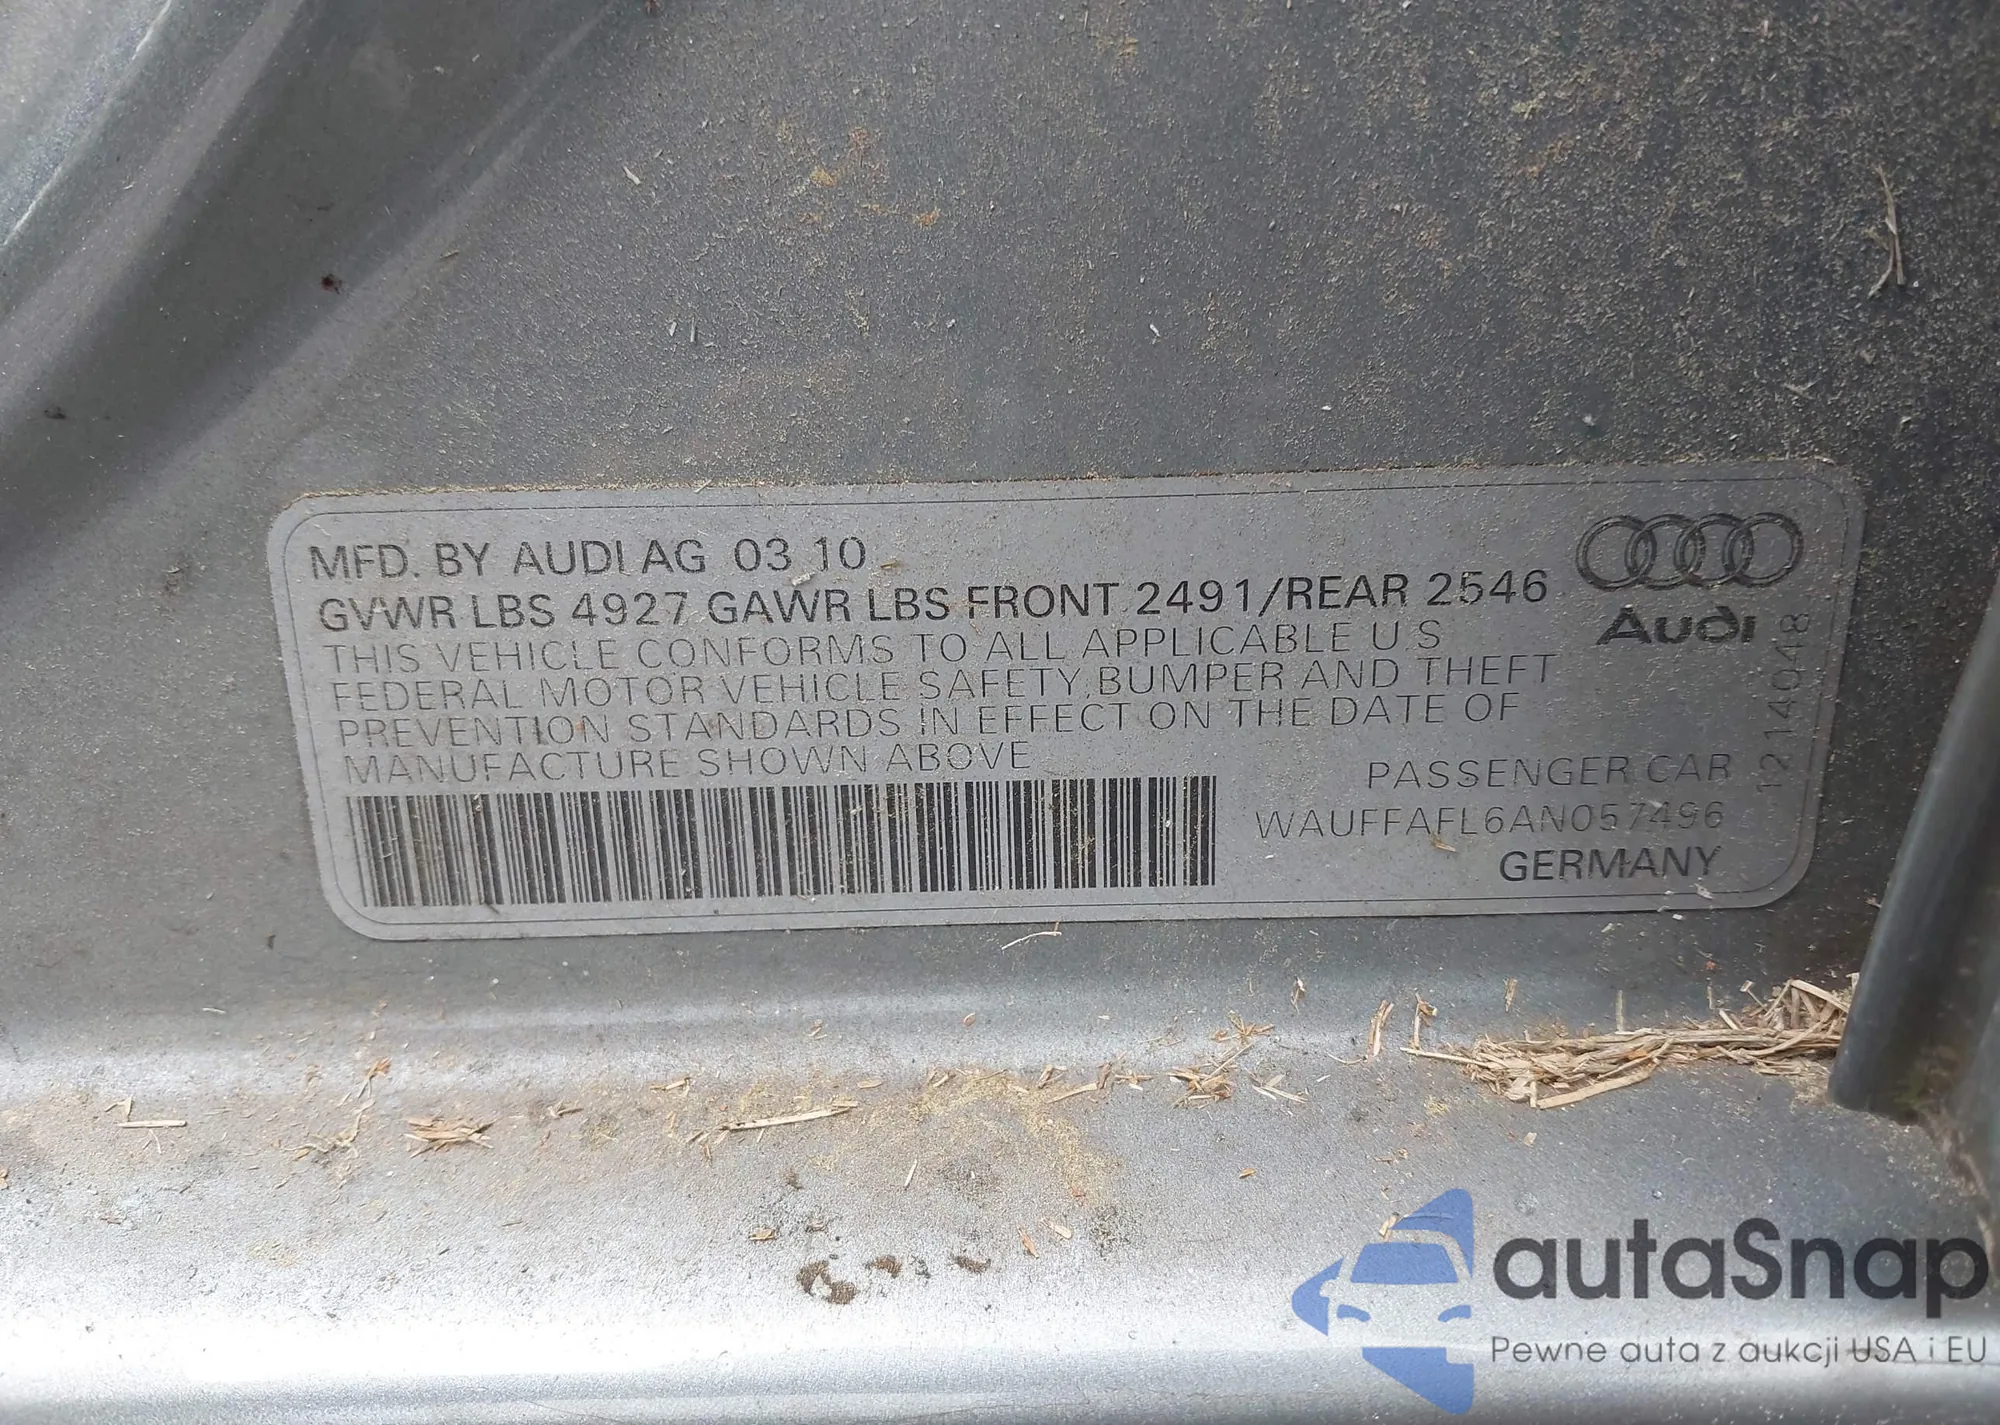 MFD. BY AUDI AG 03 10
GVWR LBS 4927 GAWR LBS FRONT 2491/REAR 2546
THIS VEHICLE CONFORMS TO ALL APPLICABLE U S
FEDERAL MOTOR VEHICLE SAFETY, BUMPER AND THEFT
PREVENTION STANDARDS IN EFFECT ON THE DATE OF
MANUFACTURE SHOWN ABOVE
PASSENGER CAR
WAUFFAFL6AN057496
GERMANY
Audi
1214048
autaSnap
Pewne auta z aukcji USA i EU